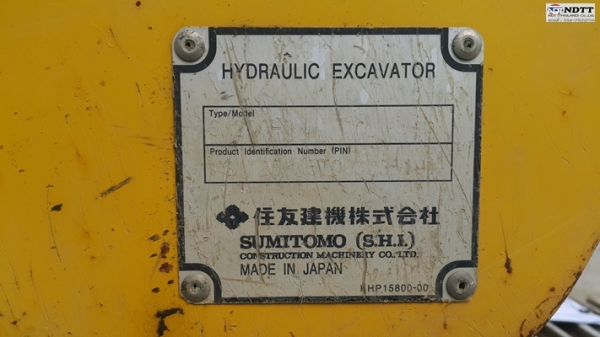 NDTT
HYDRAULIC EXCAVATOR
Type/Model
Product Identification Number (PIN)
住友建機株式会社
SUMITOMO (S.H.I.)
CONSTRUCTION MACHINERY CO., LTD.
MADE IN JAPAN
KHP15800-00